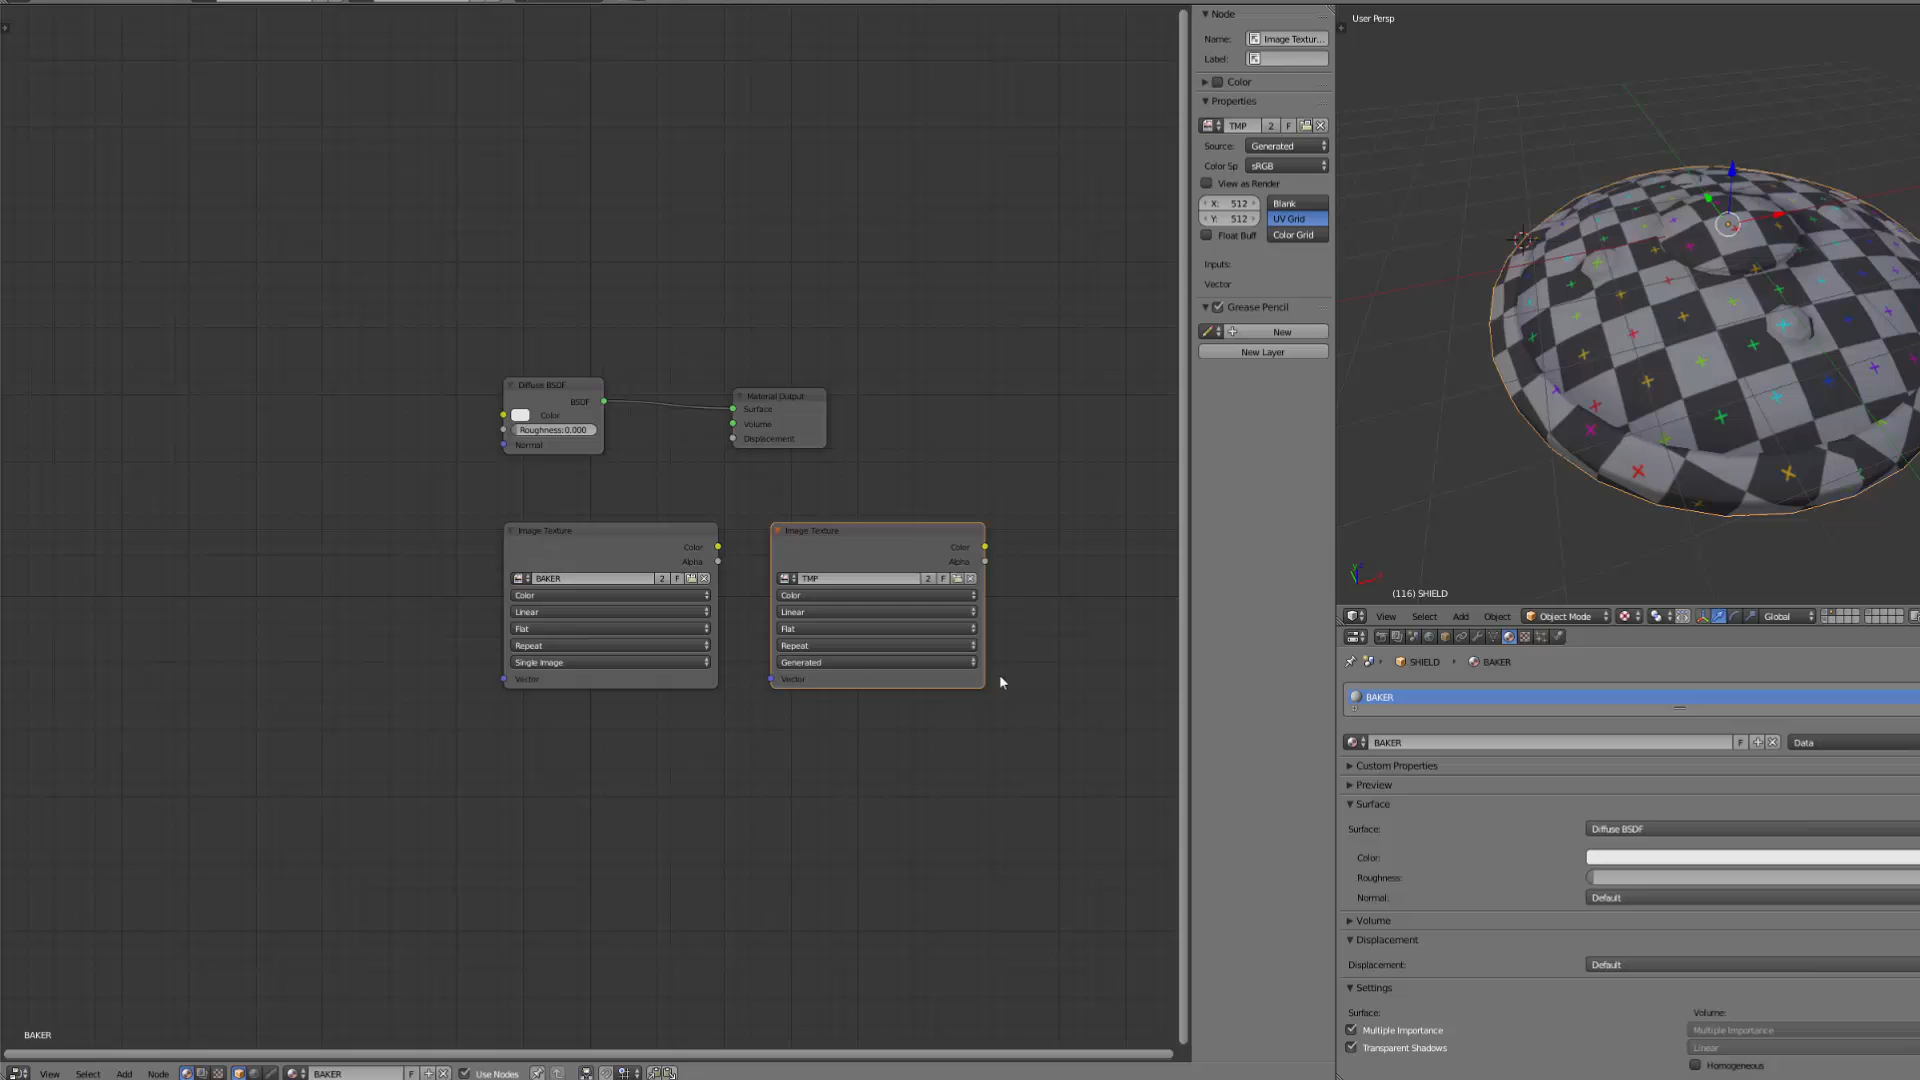 Node
Name: Image Textur...
Label:
Color
Properties
TMP 2 F
Source: Generated
Color Sp sRGB
View as Render
X: 512 Blank
Y: 512 UV Grid
Float Buff Color Grid
Inputs:
Vector
Grease Pencil
New
New Layer
Diffuse BSDF
BSDF
Color
Roughness:0.000
Normal
Material Output
Surface
Volume
Displacement
Image Texture
Color
Alpha
BAKER 2 F
Color
Linear
Flat
Repeat
Single Image
Vector
Image Texture
Color
Alpha
TMP 2 F
Color
Linear
Flat
Repeat
Generated
Vector
BAKER
View Select Add Node BAKER F Use Nodes
User Persp
(116) SHIELD
View Select Add Object Object Mode Global
SHIELD BAKER
BAKER
BAKER F Data
Custom Properties
Preview
Surface
Surface: Diffuse BSDF
Color:
Roughness:
Normal: Default
Volume
Displacement
Displacement: Default
Settings
Surface: Volume:
Multiple Importance Multiple Importance
Transparent Shadows Linear
Homogeneous